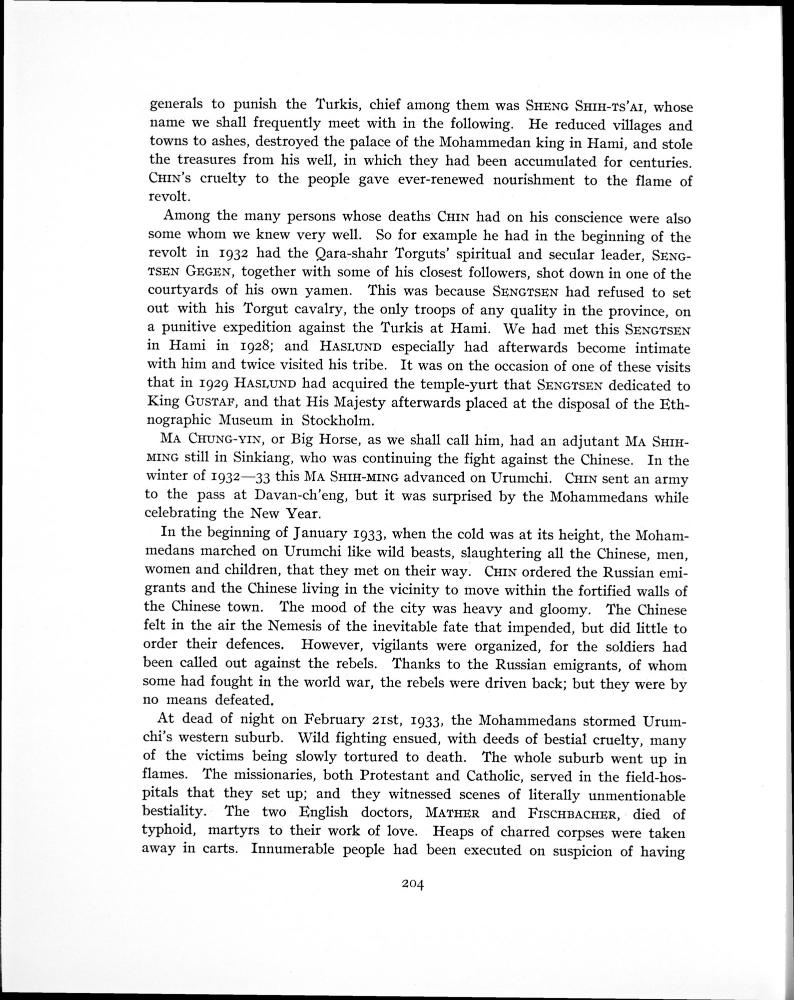 generals to punish the Turkis, chief among them was SHENG SHIH-TS'AI, whose
name we shall frequently meet with in the following. He reduced villages and
towns to ashes, destroyed the palace of the Mohammedan king in Hami, and stole
the treasures from his well, in which they had been accumulated for centuries.
CHIN's cruelty to the people gave ever-renewed nourishment to the flame of
revolt.
Among the many persons whose deaths CHIN had on his conscience were also
some whom we knew very well. So for example he had in the beginning of the
revolt in 1932 had the Qara-shahr Torguts' spiritual and secular leader, SENG-
TSEN GEGEN, together with some of his closest followers, shot down in one of the
courtyards of his own yamen. This was because SENGTSEN had refused to set
out with his Torgut cavalry, the only troops of any quality in the province, on
a punitive expedition against the Turkis at Hami. We had met this SENGTSEN
in Hami in 1928; and HASLUND especially had afterwards become intimate
with him and twice visited his tribe. It was on the occasion of one of these visits
that in 1929 HASLUND had acquired the temple-yurt that SENGTSEN dedicated to
King GUSTAF, and that His Majesty afterwards placed at the disposal of the Eth-
nographic Museum in Stockholm.
MA CHUNG-YIN, or Big Horse, as we shall call him, had an adjutant MA SHIH-
MING still in Sinkiang, who was continuing the fight against the Chinese. In the
winter of 1932—33 this MA SHIH-MING advanced on Urumchi. CHIN sent an army
to the pass at Davan-ch'eng, but it was surprised by the Mohammedans while
celebrating the New Year.
In the beginning of January 1933, when the cold was at its height, the Moham-
medans marched on Urumchi like wild beasts, slaughtering all the Chinese, men,
women and children, that they met on their way. CHIN ordered the Russian emi-
grants and the Chinese living in the vicinity to move within the fortified walls of
the Chinese town. The mood of the city was heavy and gloomy. The Chinese
felt in the air the Nemesis of the inevitable fate that impended, but did little to
order their defences. However, vigilants were organized, for the soldiers had
been called out against the rebels. Thanks to the Russian emigrants, of whom
some had fought in the world war, the rebels were driven back; but they were by
no means defeated.
At dead of night on February 21st, 1933, the Mohammedans stormed Urum-
chi's western suburb. Wild fighting ensued, with deeds of bestial cruelty, many
of the victims being slowly tortured to death. The whole suburb went up in
flames. The missionaries, both Protestant and Catholic, served in the field-hos-
pitals that they set up; and they witnessed scenes of literally unmentionable
bestiality. The two English doctors, MATHER and FISCHBACHER, died of
typhoid, martyrs to their work of love. Heaps of charred corpses were taken
away in carts. Innumerable people had been executed on suspicion of having
204